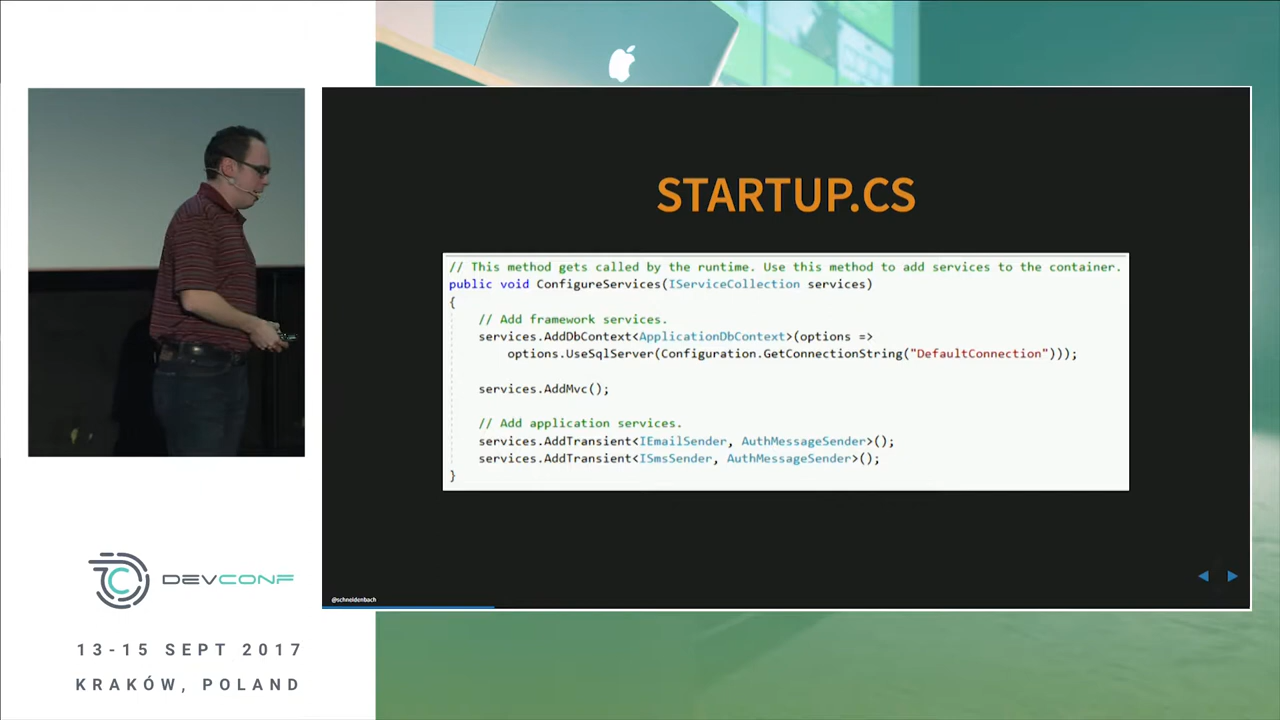 STARTUP.CS
// This method gets called by the runtime. Use this method to add services to the container.
public void ConfigureServices(IServiceCollection services)
{
// Add framework services.
services.AddDbContext<ApplicationDbContext>(options =>
options.UseSqlServer(Configuration.GetConnectionString("DefaultConnection")));
services.AddMvc();
// Add application services.
services.AddTransient<IEmailSender, AuthMessageSender>();
services.AddTransient<ISmsSender, AuthMessageSender>();
}
@schneidenbach
DEVCONF
13-15 SEPT 2017
KRAKÓW, POLAND